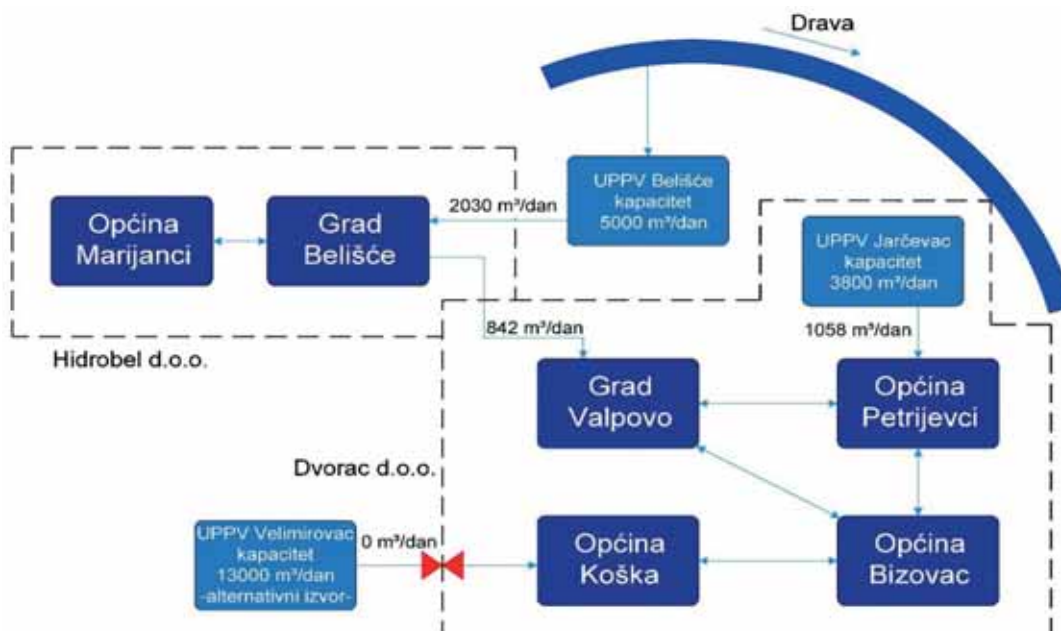 Drava
UPPV Belišće
kapacitet
5000 m³/dan
2030 m³/dan
Općina
Marijanci
Grad
Belišće
UPPV Jarčevac
kapacitet
3800 m³/dan
842 m³/dan
1058 m³/dan
Hidrobel d.o.o.
Grad
Valpovo
Općina
Petrijevci
Dvorac d.o.o.
UPPV Velimirovac
kapacitet
13000 m³/dan
-alternativni izvor-
0 m³/dan
Općina
Koška
Općina
Bizovac